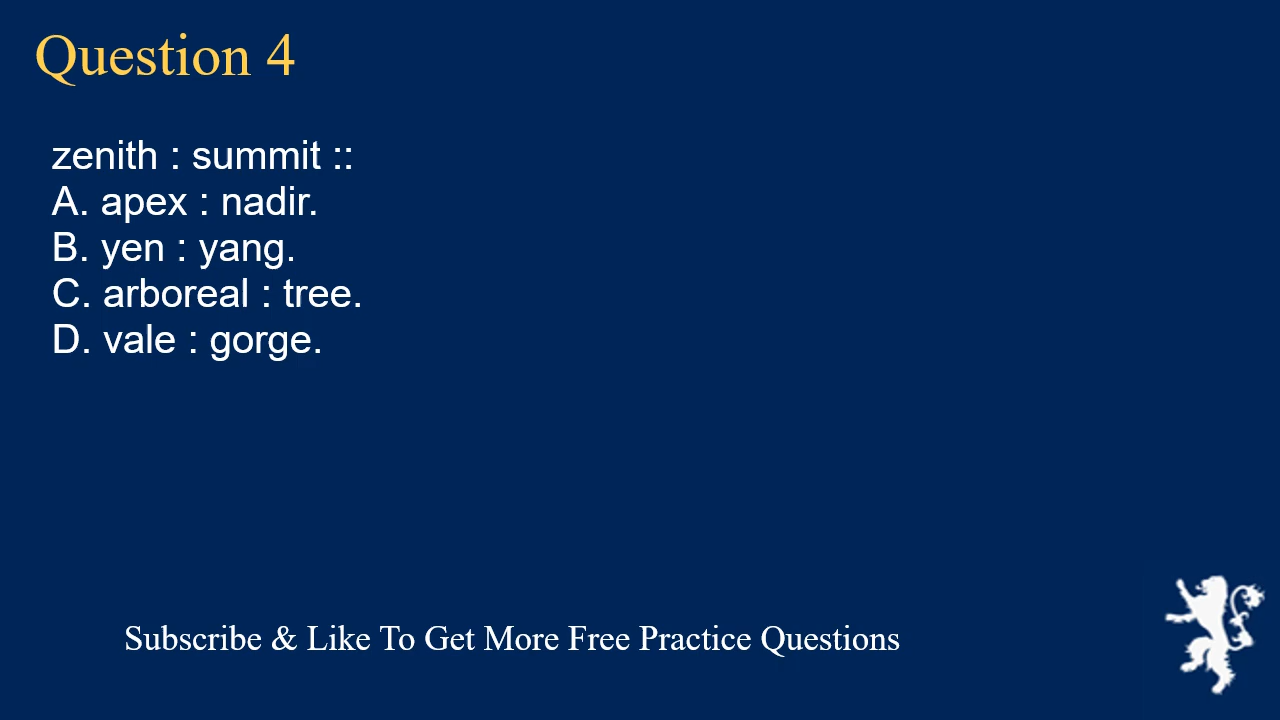 Question 4
zenith : summit ::
A. apex : nadir.
B. yen : yang.
C. arboreal : tree.
D. vale : gorge.
Subscribe & Like To Get More Free Practice Questions